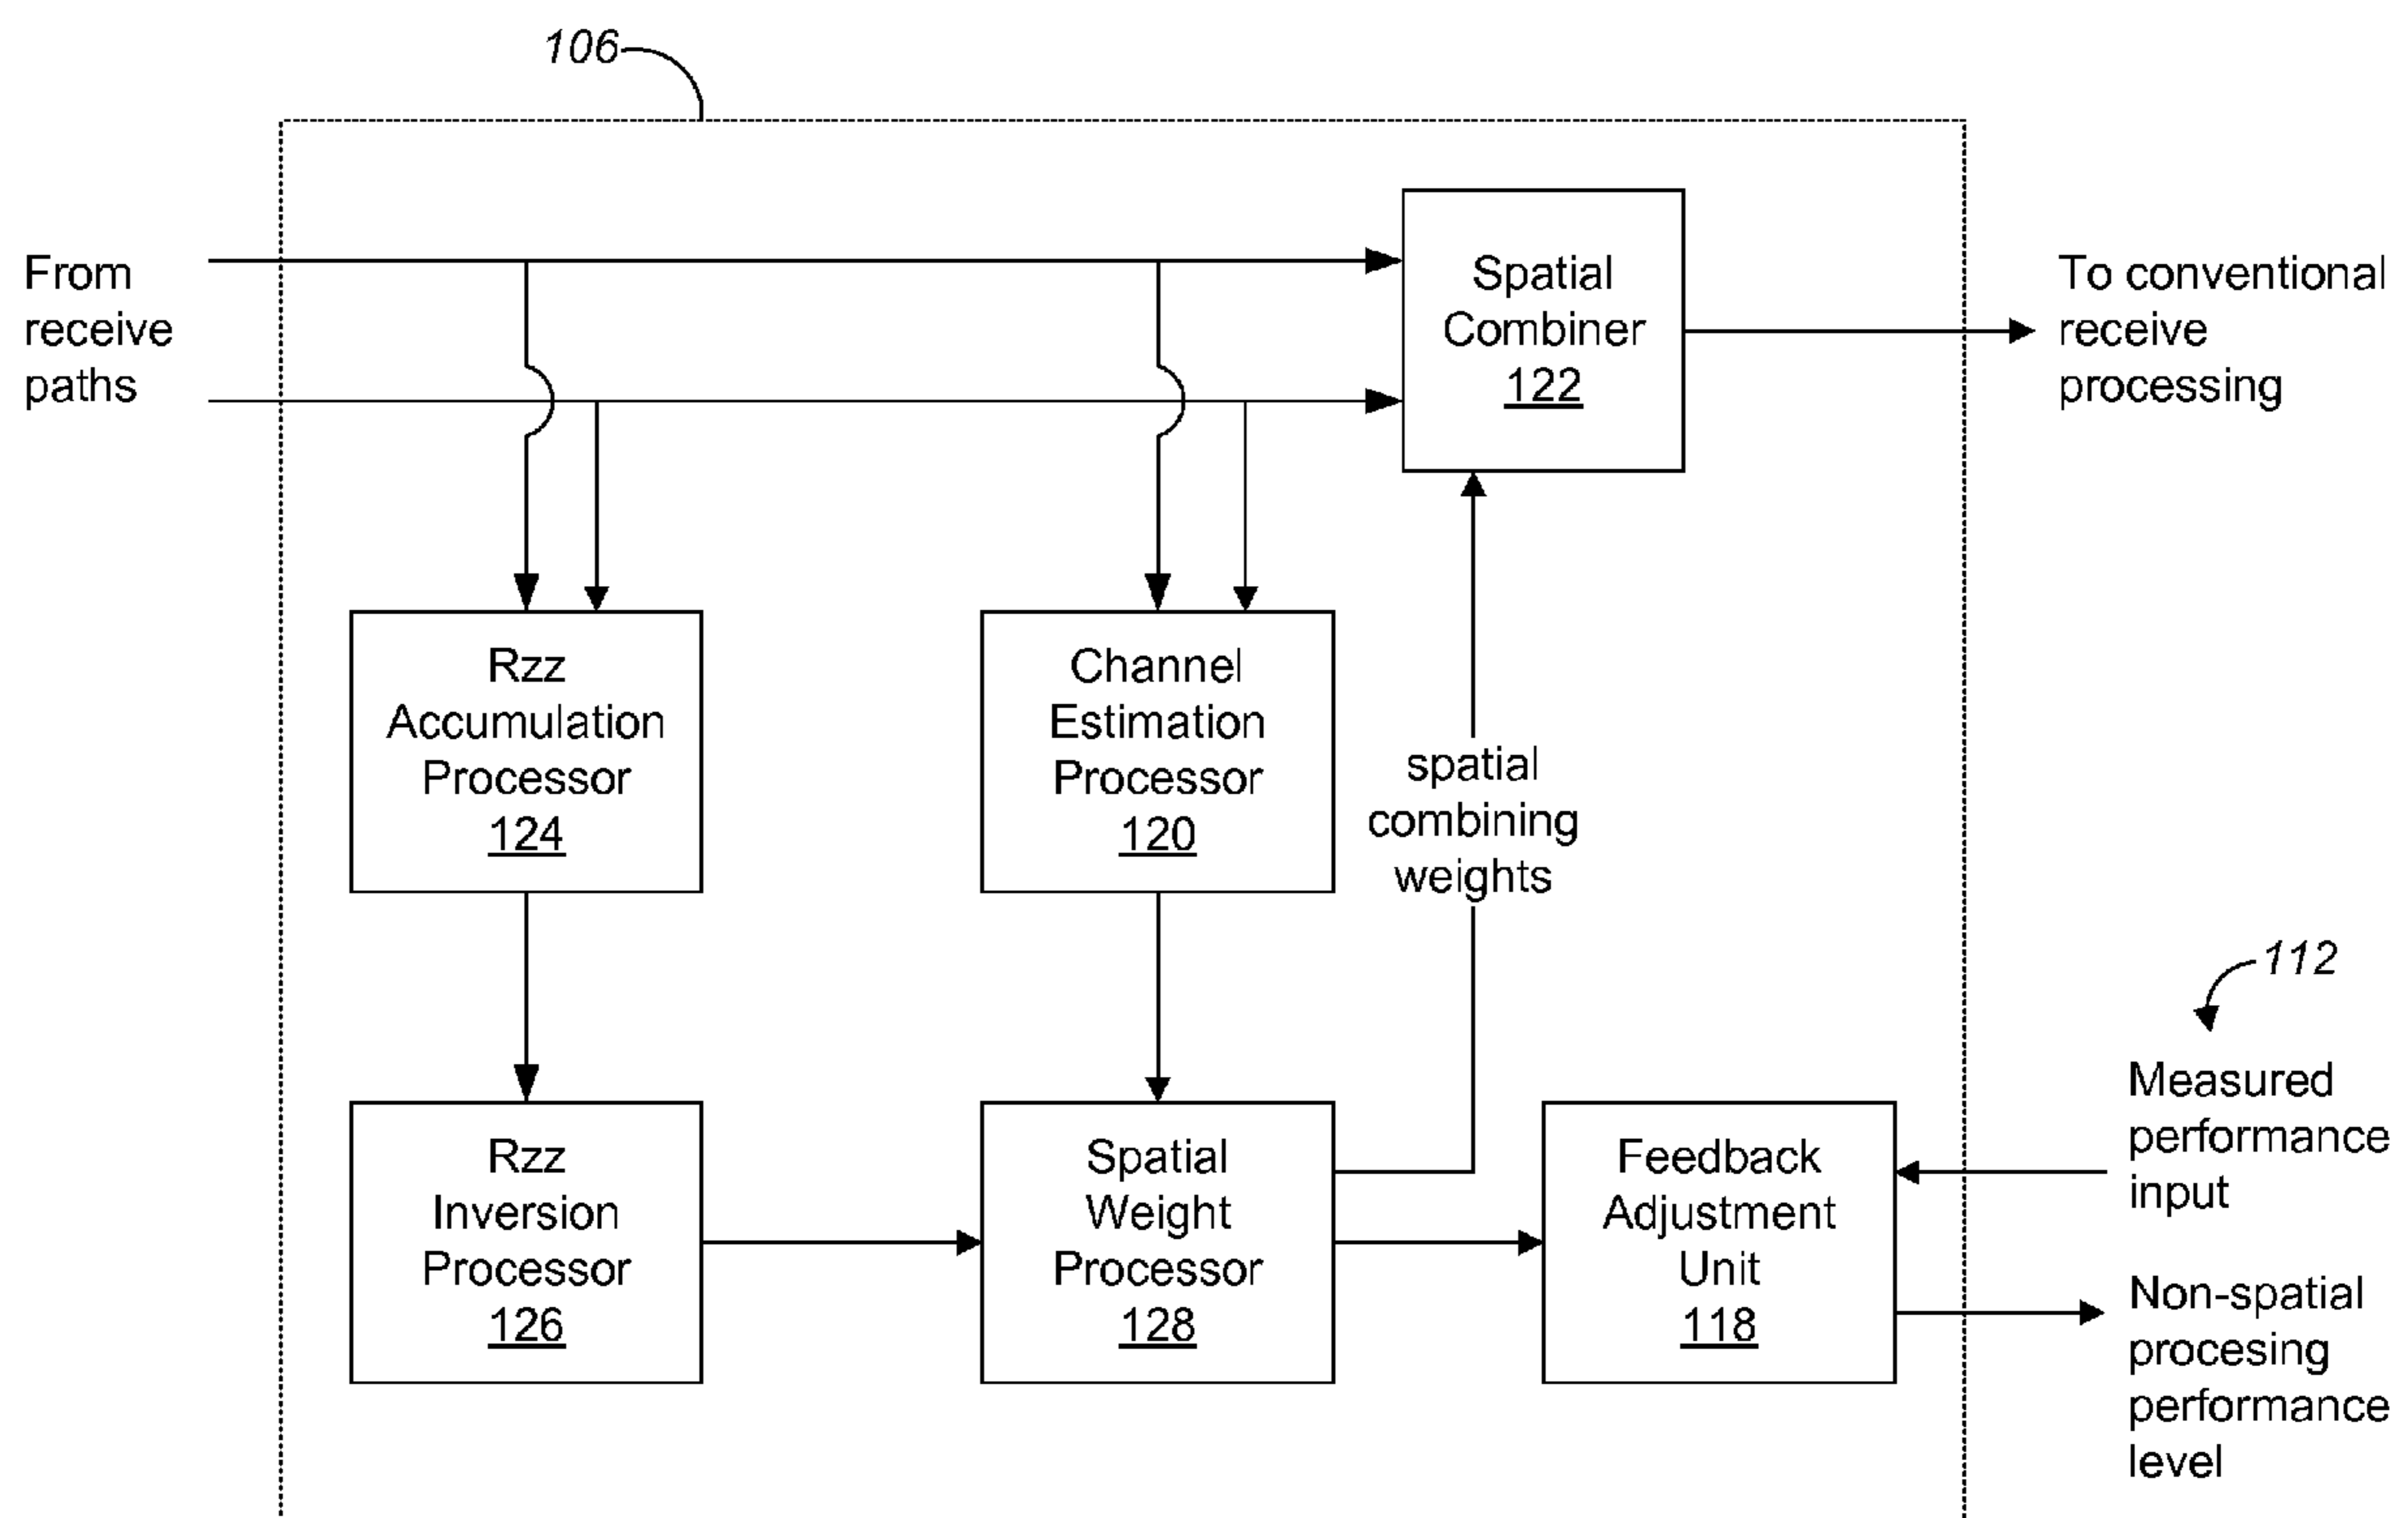 106
From
receive
paths
Spatial
Combiner
122
To conventional
receive
processing
Rzz
Accumulation
Processor
124
Channel
Estimation
Processor
120
spatial
combining
weights
112
Rzz
Inversion
Processor
126
Spatial
Weight
Processor
128
Feedback
Adjustment
Unit
118
Measured
performance
input
Non-spatial
procesing
performance
level